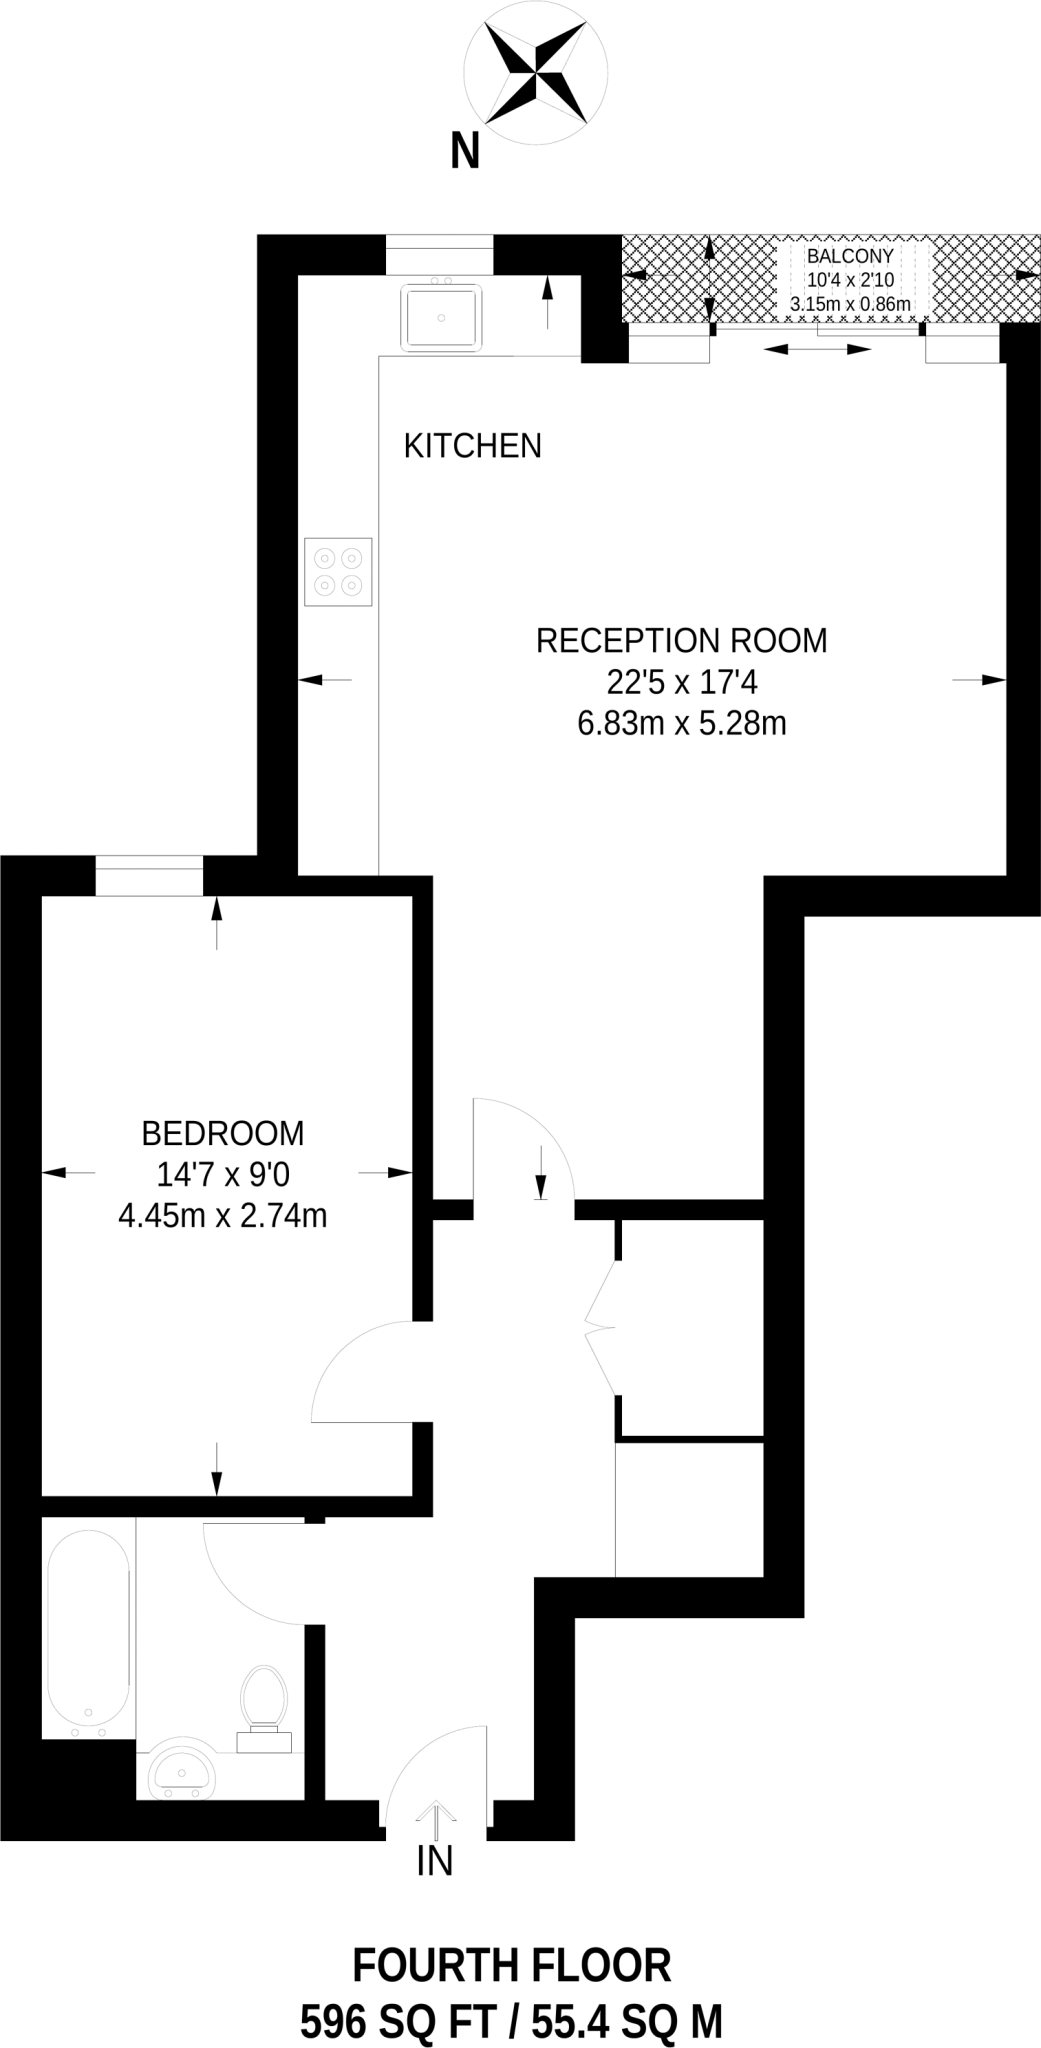 N
BALCONY
10'4 x 2'10
3.15m x 0.86m
KITCHEN
RECEPTION ROOM
22'5 x 17'4
6.83m x 5.28m
BEDROOM
14'7 x 9'0
4.45m x 2.74m
IN
FOURTH FLOOR
596 SQ FT / 55.4 SQ M